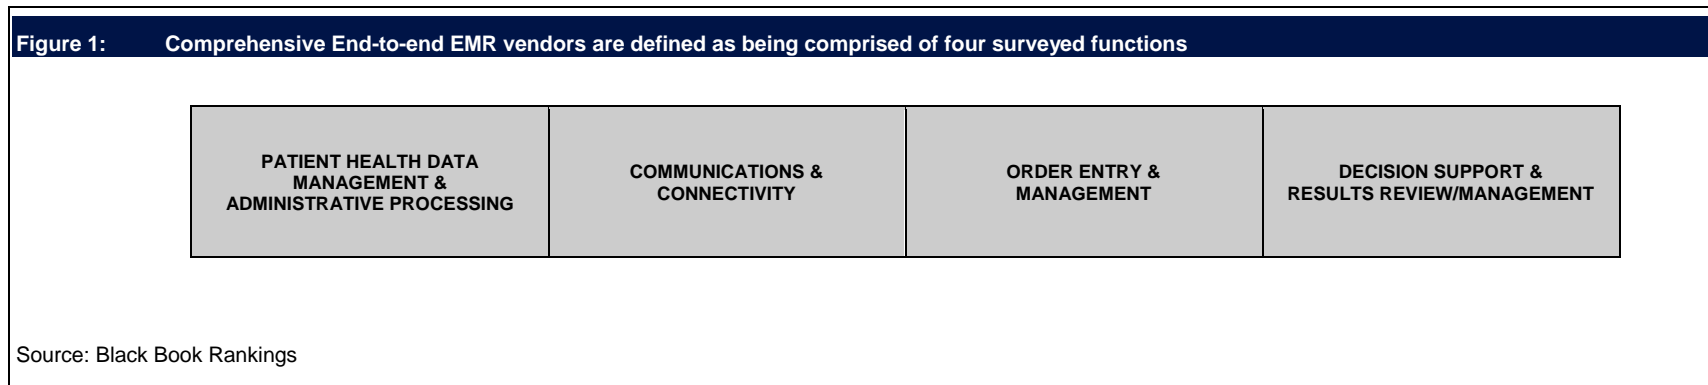 Figure 1: Comprehensive End-to-end EMR vendors are defined as being comprised of four surveyed functions
PATIENT HEALTH DATA
MANAGEMENT &
ADMINISTRATIVE PROCESSING
COMMUNICATIONS &
CONNECTIVITY
ORDER ENTRY &
MANAGEMENT
DECISION SUPPORT &
RESULTS REVIEW/MANAGEMENT
Source: Black Book Rankings